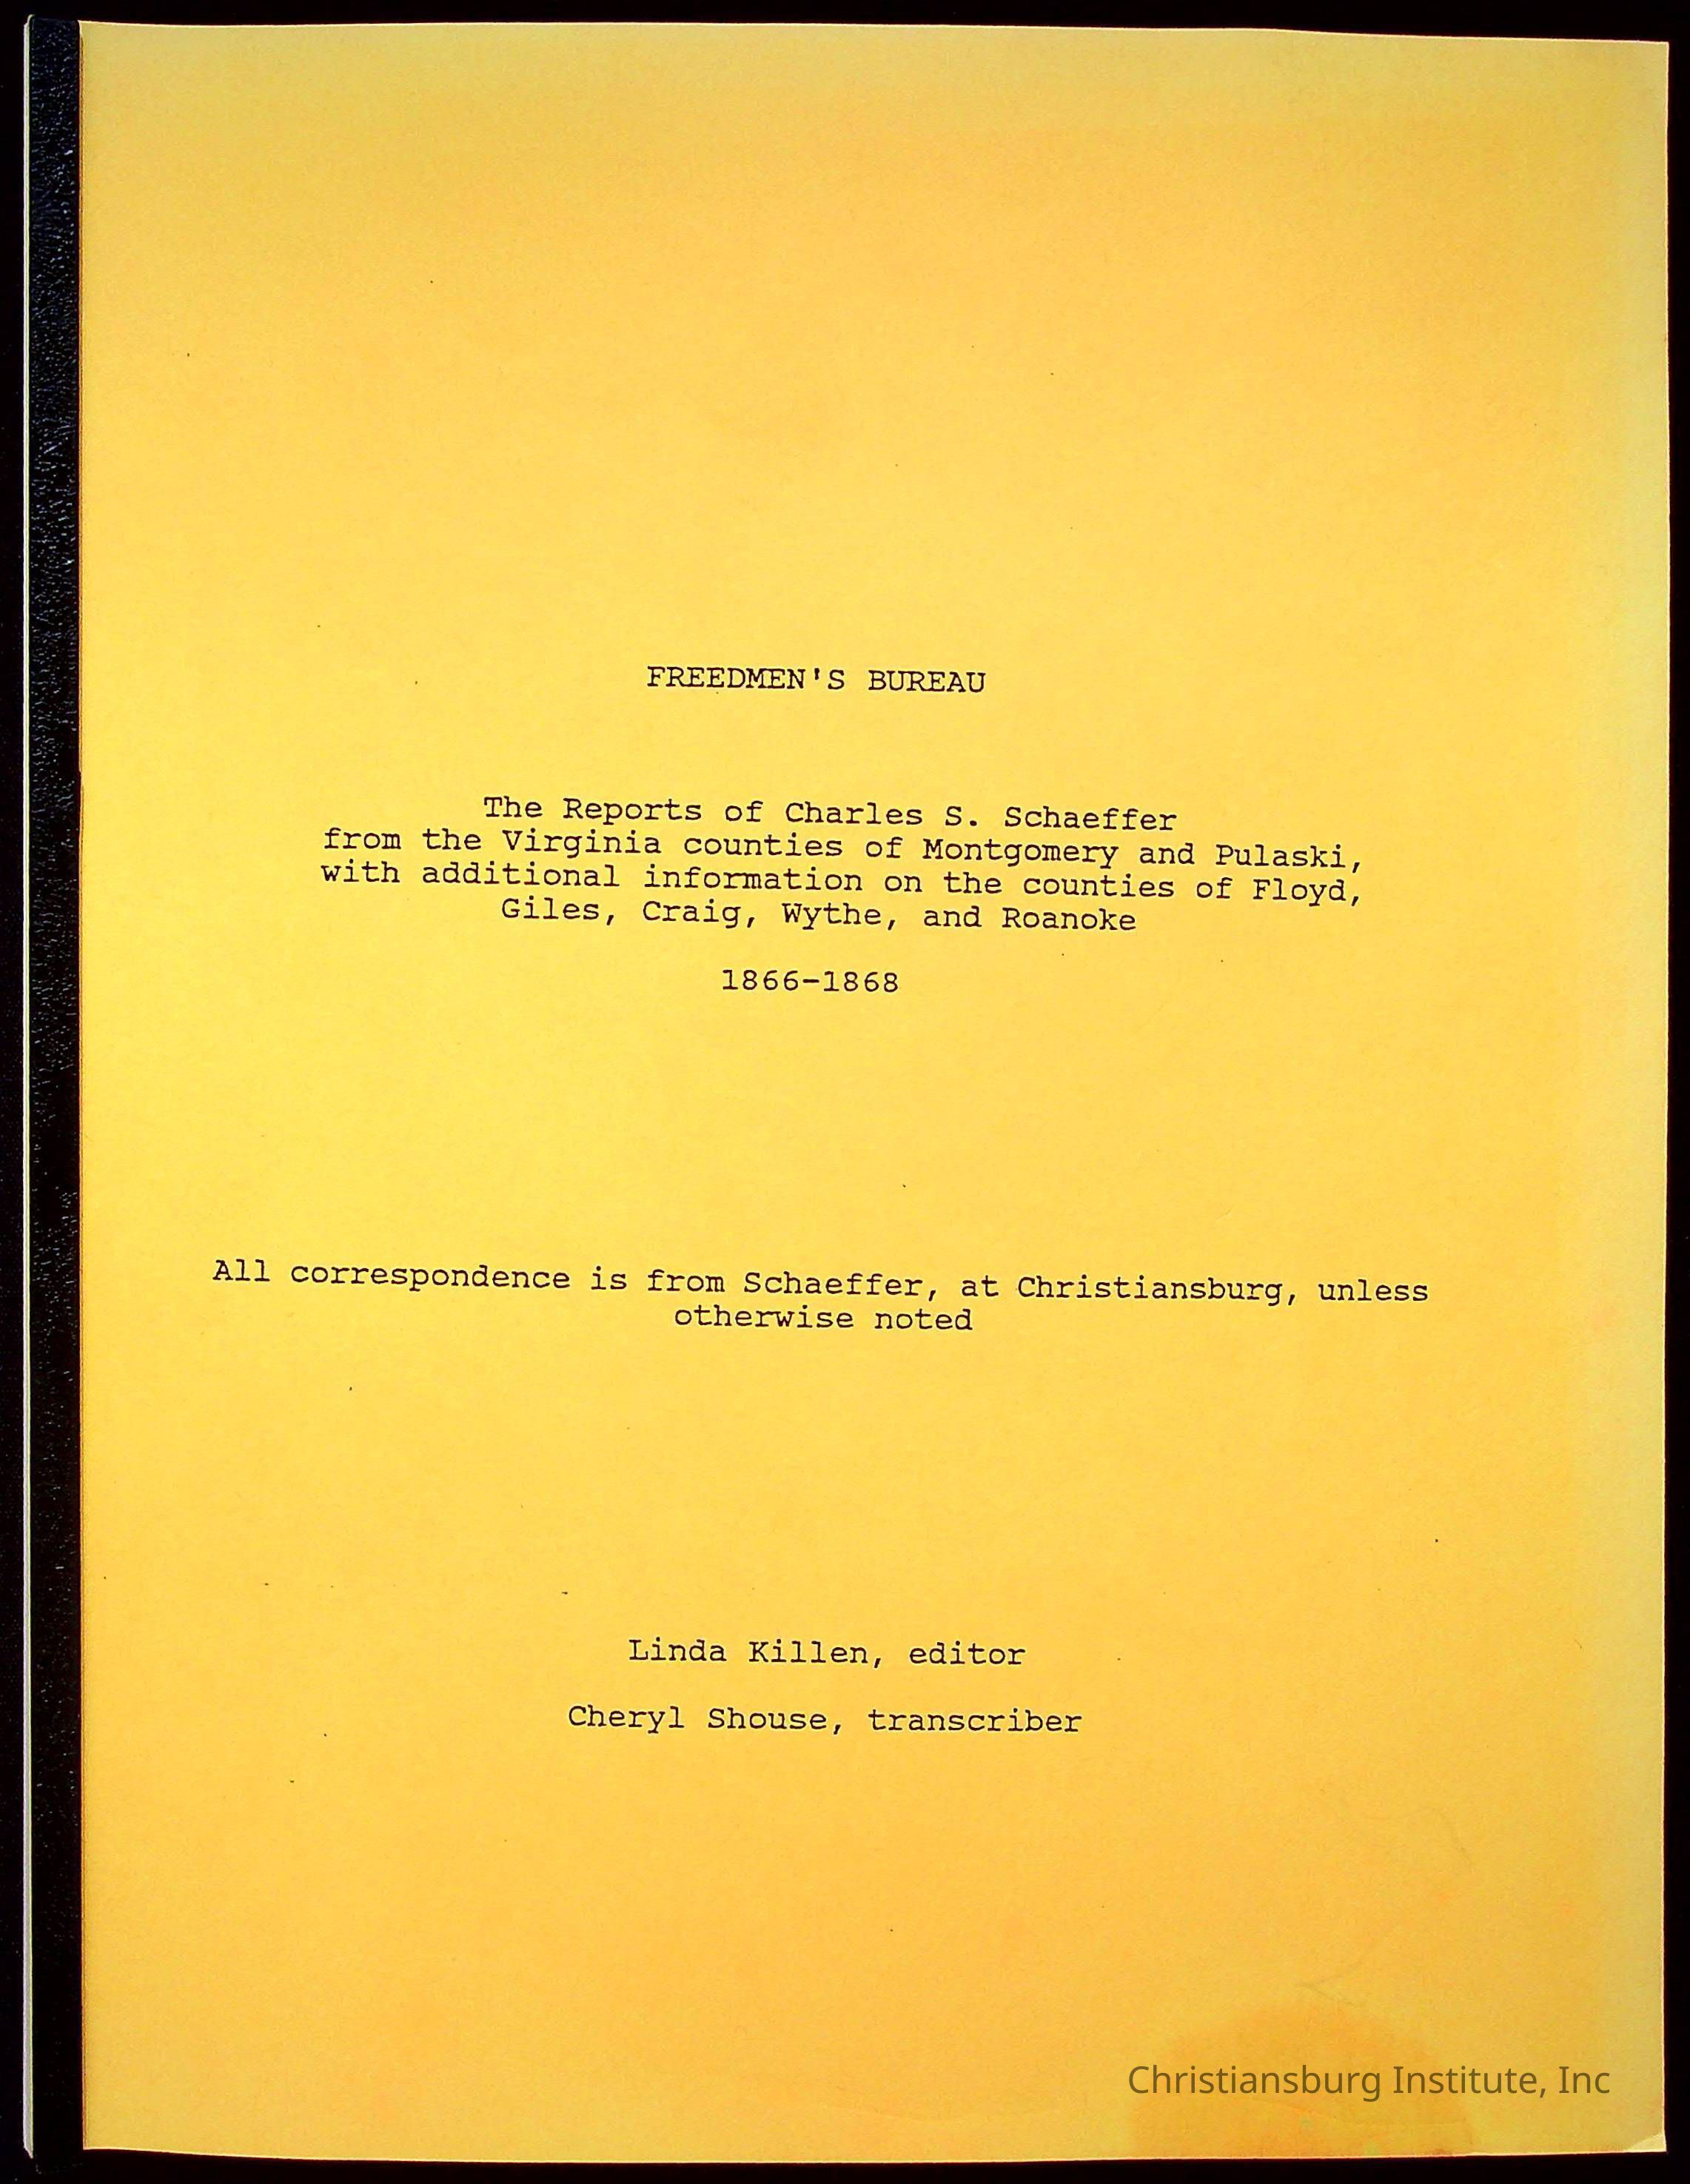 FREEDMEN'S BUREAU
The Reports of Charles S. Schaeffer
from the Virginia counties of Montgomery and Pulaski,
with additional information on the counties of Floyd,
Giles, Craig, Wythe, and Roanoke
1866-1868
All correspondence is from Schaeffer, at Christiansburg, unless
otherwise noted
Linda Killen, editor
Cheryl Shouse, transcriber
Christiansburg Institute, Inc